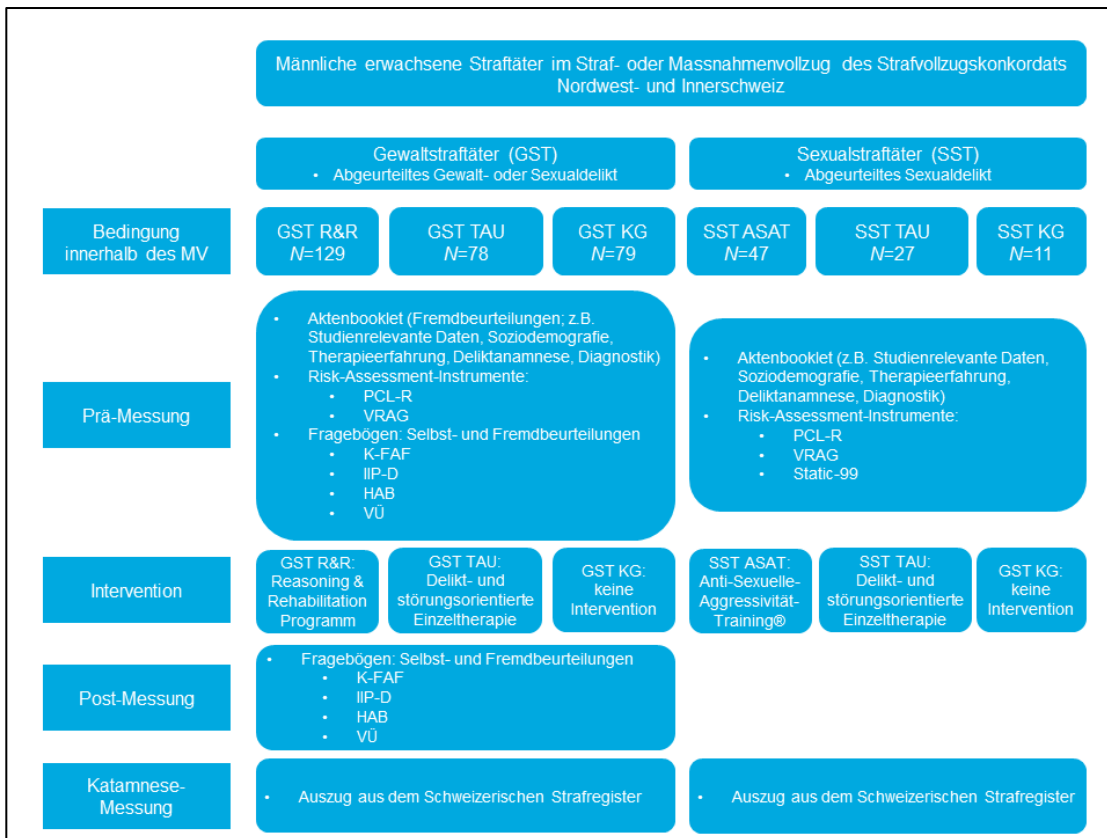 Männliche erwachsene Straftäter im Straf- oder Massnahmenvollzug des Strafvollzugskonkordats
Nordwest- und Innerschweiz
Gewaltstraftäter (GST)
• Abgeurteiltes Gewalt- oder Sexualdelikt
Sexualstraftäter (SST)
• Abgeurteiltes Sexualdelikt
Bedingung
innerhalb des MV
GST R&R
N=129
GST TAU
N=78
GST KG
N=79
SST ASAT
N=47
SST TAU
N=27
SST KG
N=11
Prä-Messung
• Aktenbooklet (Fremdbeurteilungen; z.B.
Studienrelevante Daten, Soziodemografie,
Therapieerfahrung, Deliktanamnese, Diagnostik)
• Risk-Assessment-Instrumente:
• PCL-R
• VRAG
• Fragebögen: Selbst- und Fremdbeurteilungen
• K-FAF
• IIP-D
• HAB
• VÜ
• Aktenbooklet (z.B. Studienrelevante Daten,
Soziodemografie, Therapieerfahrung,
Deliktanamnese, Diagnostik)
• Risk-Assessment-Instrumente:
• PCL-R
• VRAG
• Static-99
Intervention
GST R&R:
Reasoning &
Rehabilitation
Programm
GST TAU:
Delikt- und
störungsorientierte
Einzeltherapie
GST KG:
keine
Intervention
SST ASAT:
Anti-Sexuelle-
Aggressivität-
Training®
SST TAU:
Delikt- und
störungsorientierte
Einzeltherapie
GST KG:
keine
Intervention
Post-Messung
• Fragebögen: Selbst- und Fremdbeurteilungen
• K-FAF
• IIP-D
• HAB
• VÜ
Katamnese-
Messung
• Auszug aus dem Schweizerischen Strafregister
• Auszug aus dem Schweizerischen Strafregister